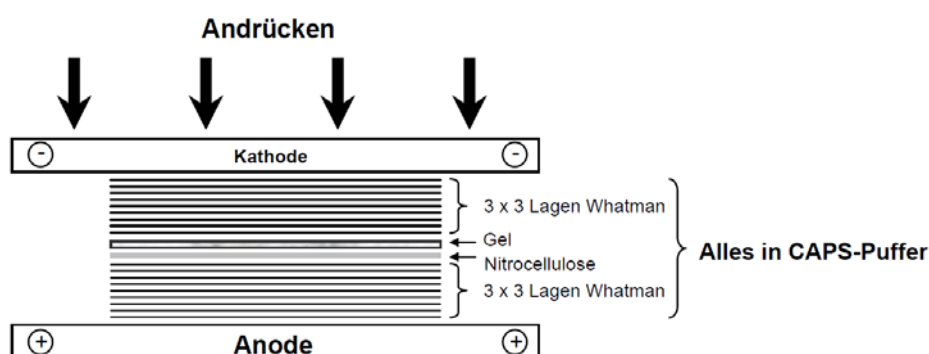 Andrücken
- Kathode -
3 x 3 Lagen Whatman
Gel
Nitrocellulose
3 x 3 Lagen Whatman
Alles in CAPS-Puffer
+ Anode +